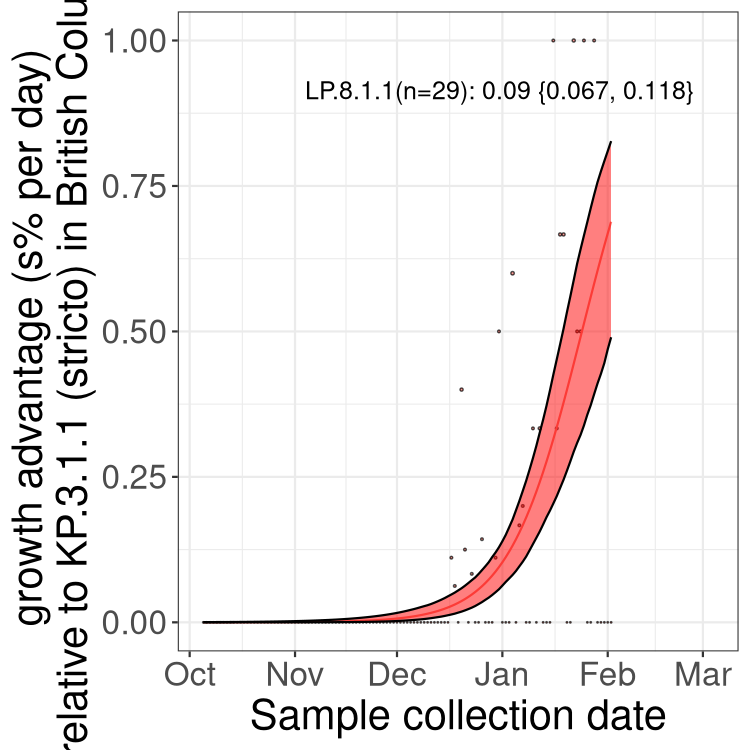 growth advantage (s% per day)
relative to KP.3.1.1 (stricto) in British Colu
1.00
0.75
0.50
0.25
0.00
LP.8.1.1(n=29): 0.09 {0.067, 0.118}
Oct Nov Dec Jan Feb Mar
Sample collection date